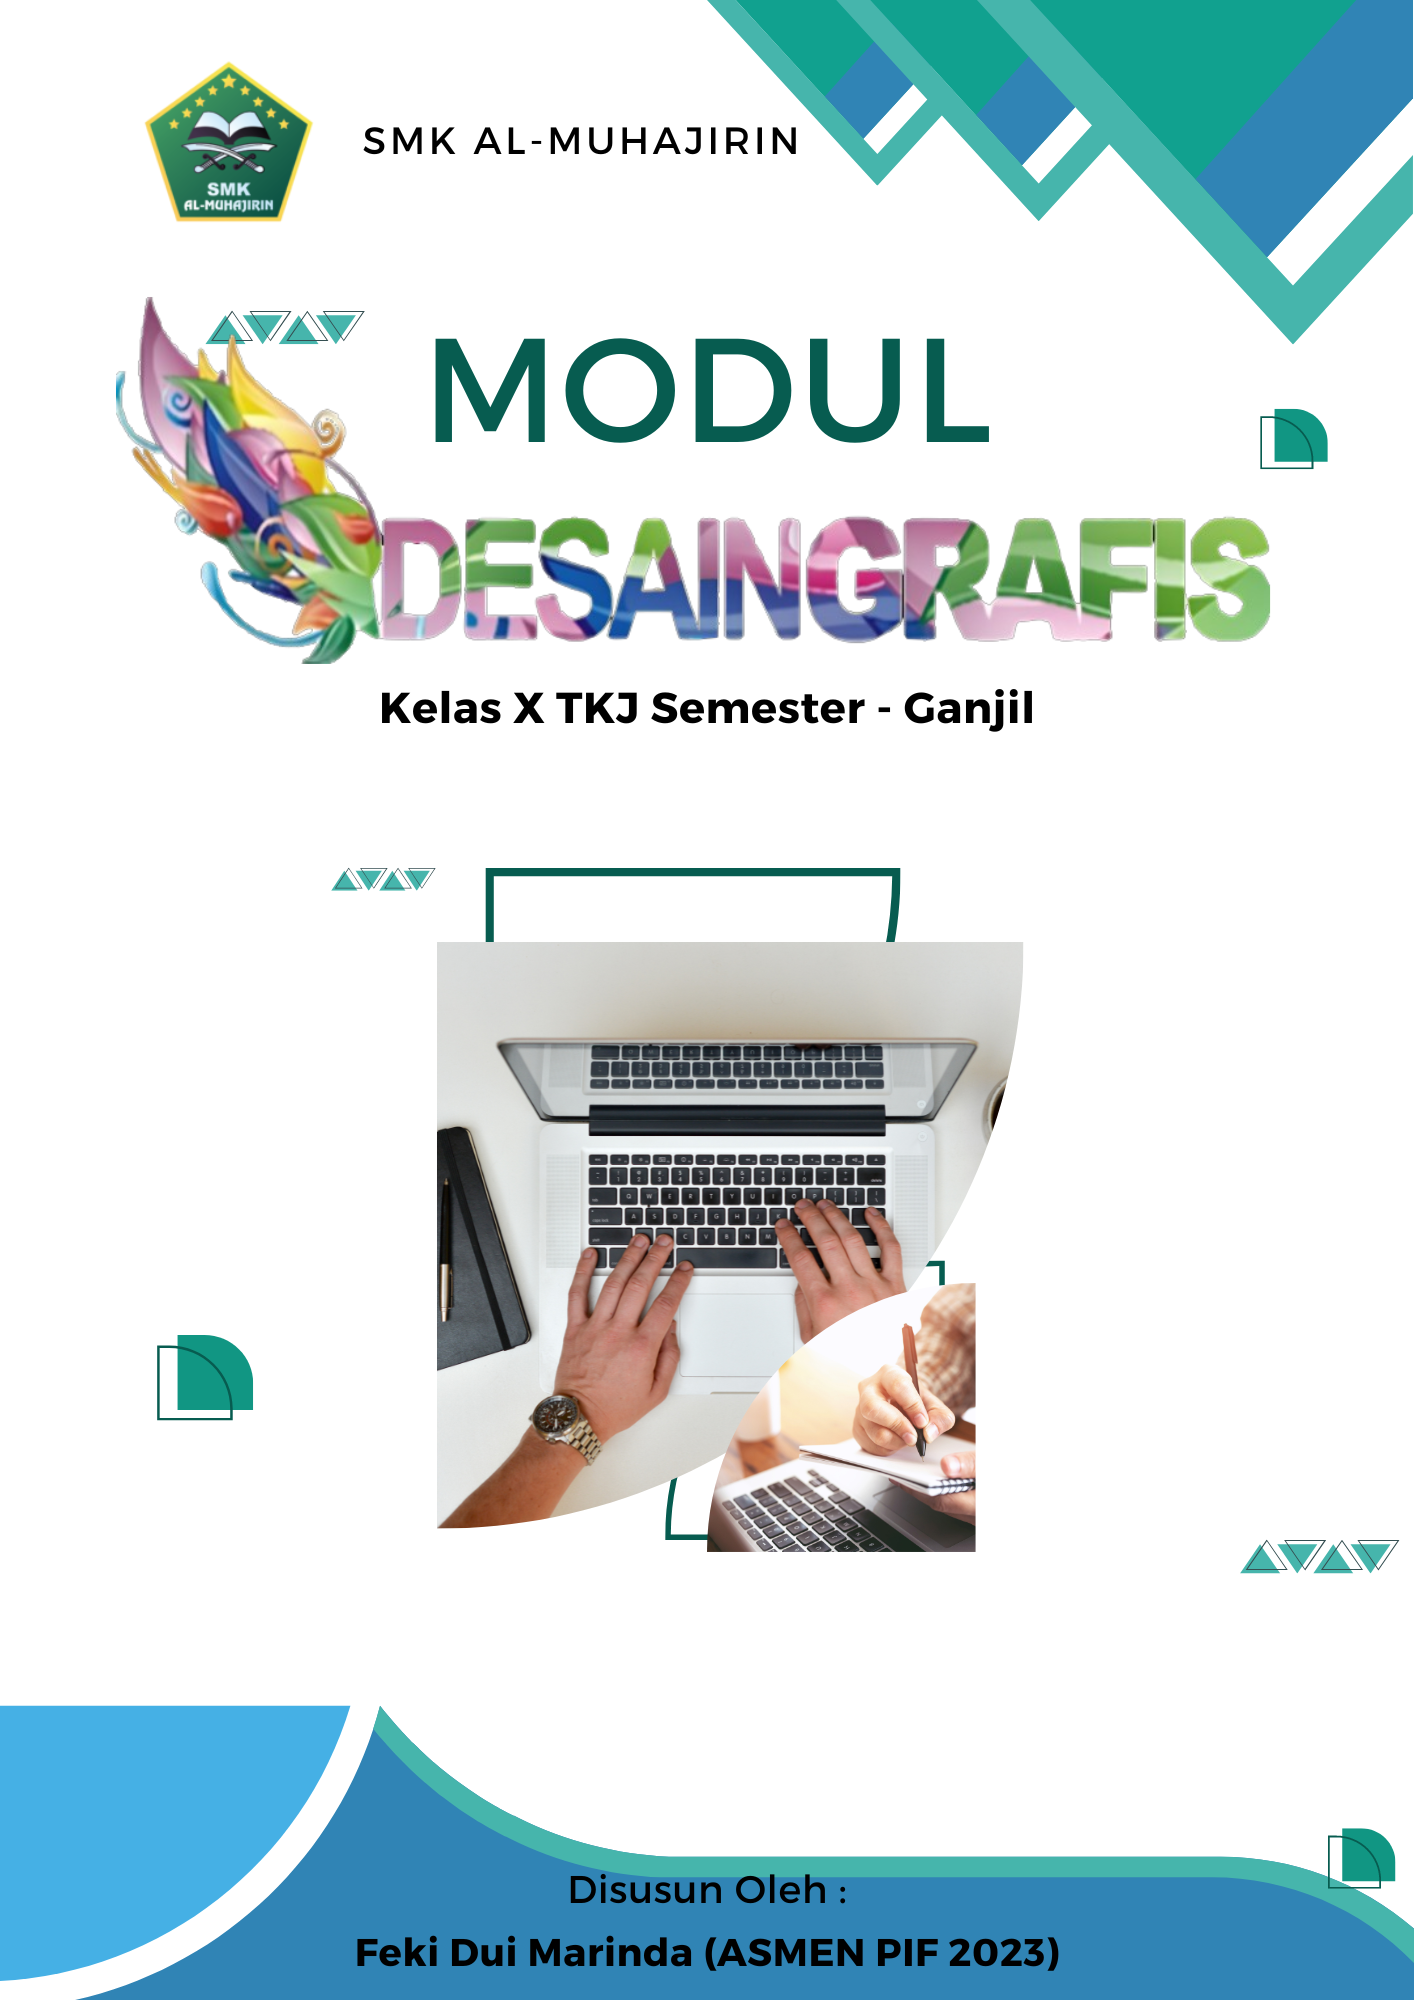 SMK
AL-MUHAJIRIN
SMK AL-MUHAJIRIN
MODUL
DESAINGRAFIS
Kelas X TKJ Semester - Ganjil
Disusun Oleh :
Feki Dui Marinda (ASMEN PIF 2023)